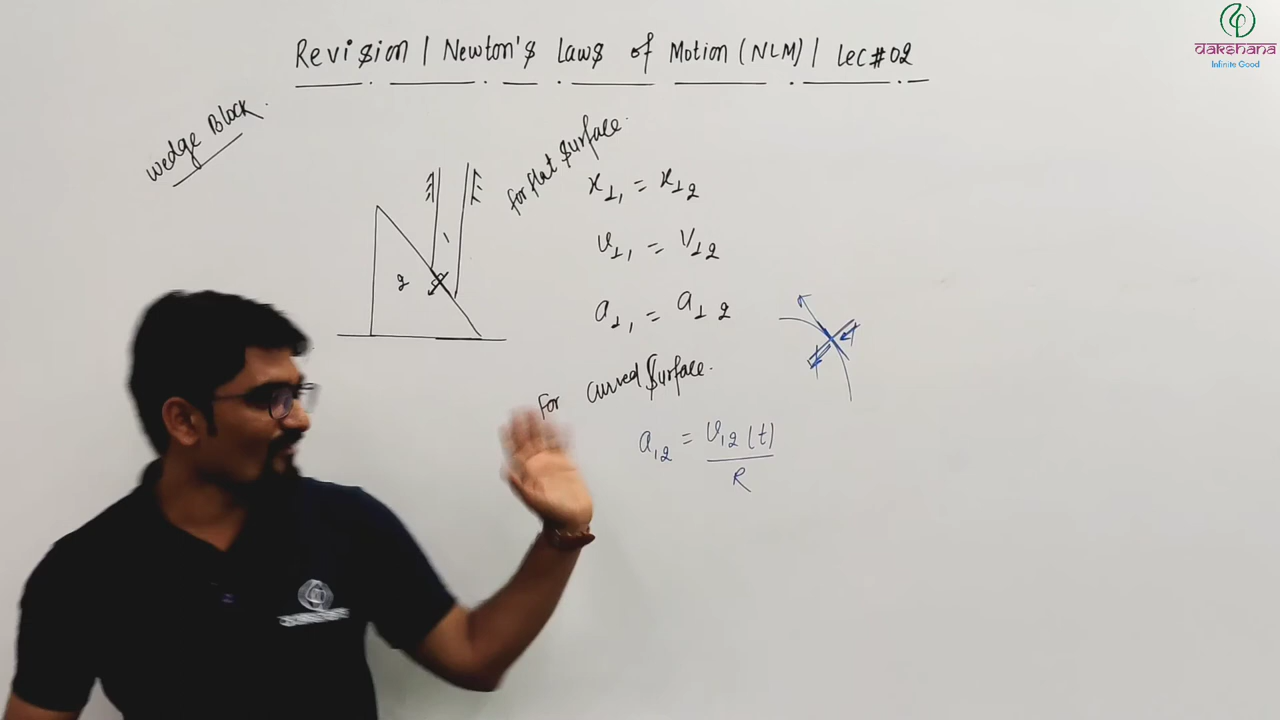 Revision | Newton's Laws of Motion (NLM) | Lec#02
dakshana
Infinite Good
Wedge Block.
for flat surface.
x⊥₁ = x⊥₂
v⊥₁ = v⊥₂
a⊥₁ = a⊥₂
1
2
For curved surface.
a₁₂ = v₁₂(t)
R